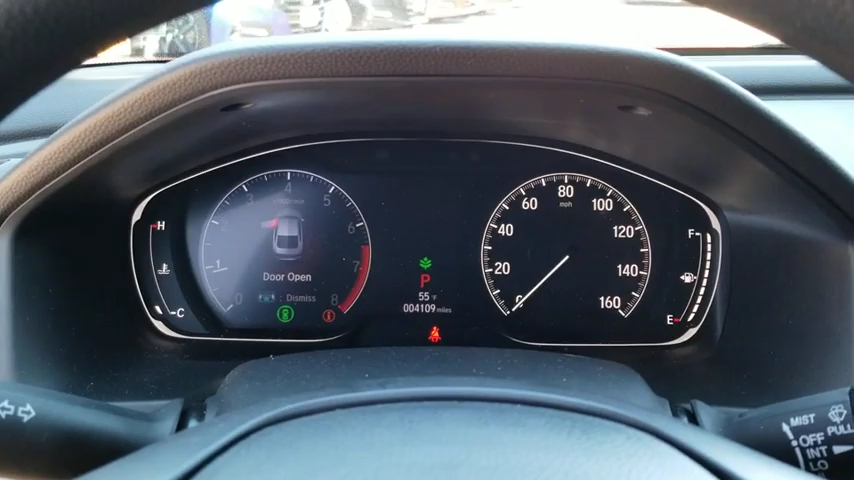 H
C
0
1
3
4
5
6
7
8
Door Open
: Dismiss
P
55 °F
004109 miles
0
20
40
60
80
100
120
140
160
mph
F
E
MIST
OFF
INT
LO
PULL